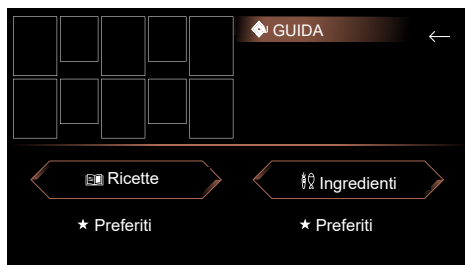 GUIDA
Ricette
Ingredienti
★ Preferiti
★ Preferiti